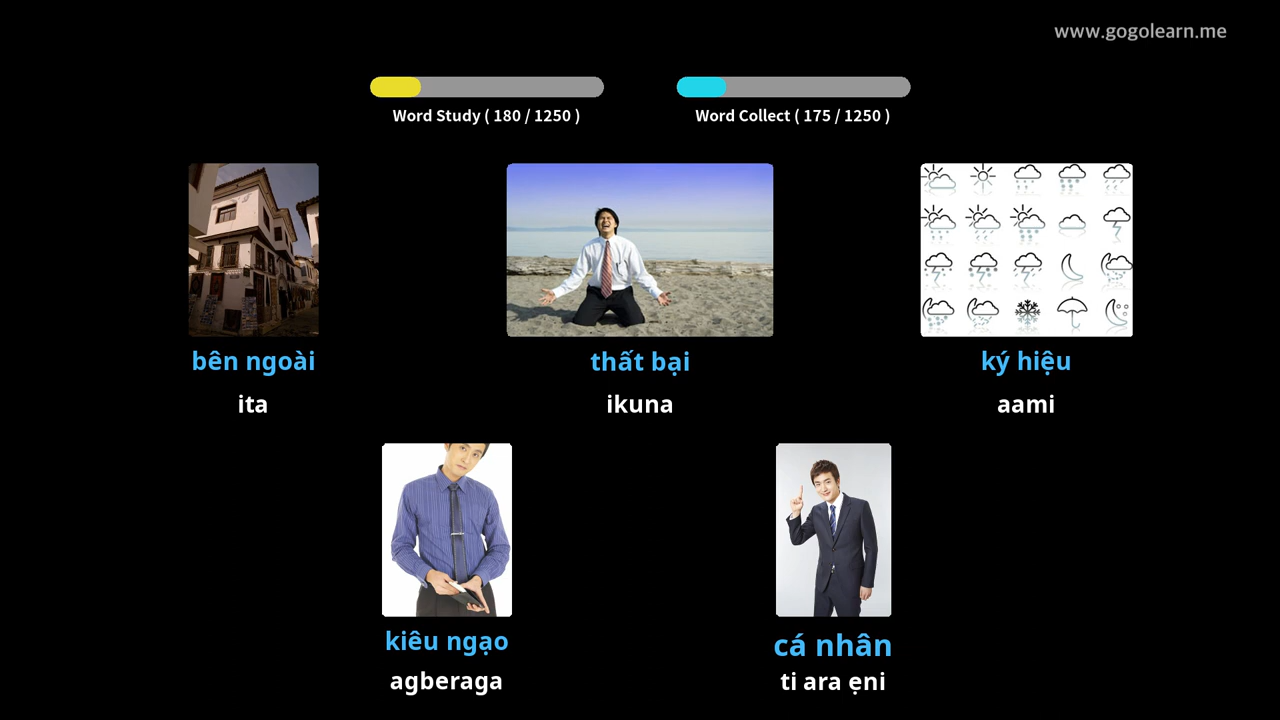 www.gogolearn.me
Word Study ( 180 / 1250 )
Word Collect ( 175 / 1250 )
bên ngoài
ita
thất bại
ikuna
ký hiệu
aami
kiêu ngạo
agberaga
cá nhân
ti ara ẹni